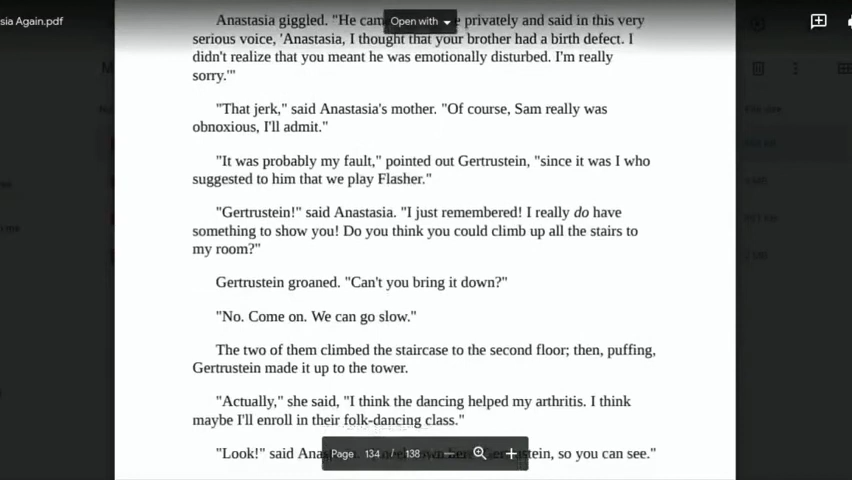 sia Again.pdf
Open with
Anastasia giggled. "He cam privately and said in this very
serious voice, 'Anastasia, I thought that your brother had a birth defect. I
didn't realize that you meant he was emotionally disturbed. I'm really
sorry.'"
"That jerk," said Anastasia's mother. "Of course, Sam really was
obnoxious, I'll admit."
"It was probably my fault," pointed out Gertrustein, "since it was I who
suggested to him that we play Flasher."
"Gertrustein!" said Anastasia. "I just remembered! I really do have
something to show you! Do you think you could climb up all the stairs to
my room?"
Gertrustein groaned. "Can't you bring it down?"
"No. Come on. We can go slow."
The two of them climbed the staircase to the second floor; then, puffing,
Gertrustein made it up to the tower.
"Actually," she said, "I think the dancing helped my arthritis. I think
maybe I'll enroll in their folk-dancing class."
"Look!" said Anas stein, so you can see."
Page 134 / 138